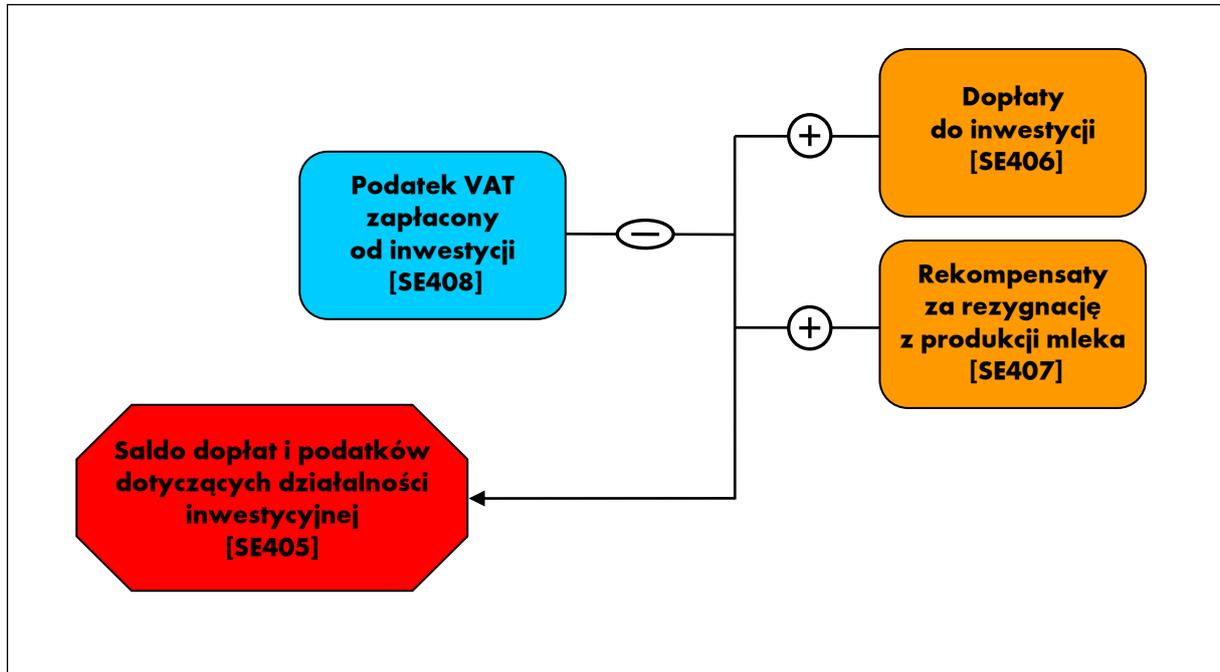 Dopłaty
do inwestycji
[SE406]
Podatek VAT
zapłacony
od inwestycji
[SE408]
Rekompensaty
za rezygnację
z produkcji mleka
[SE407]
Saldo dopłat i podatków
dotyczących działalności
inwestycyjnej
[SE405]